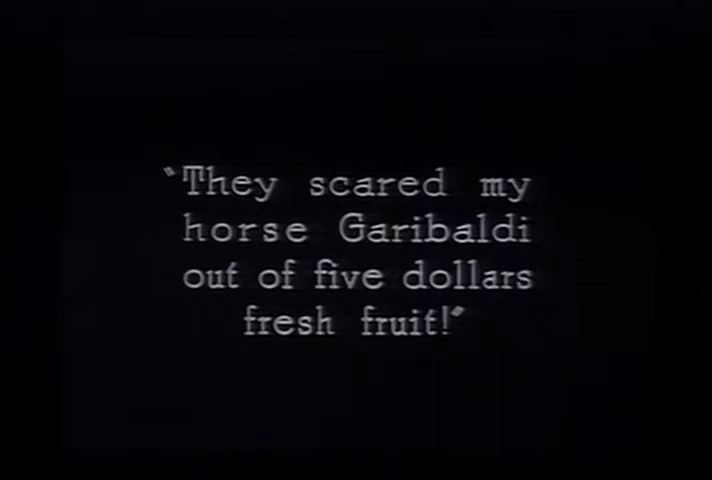 "They scared my
horse Garibaldi
out of five dollars
fresh fruit!"